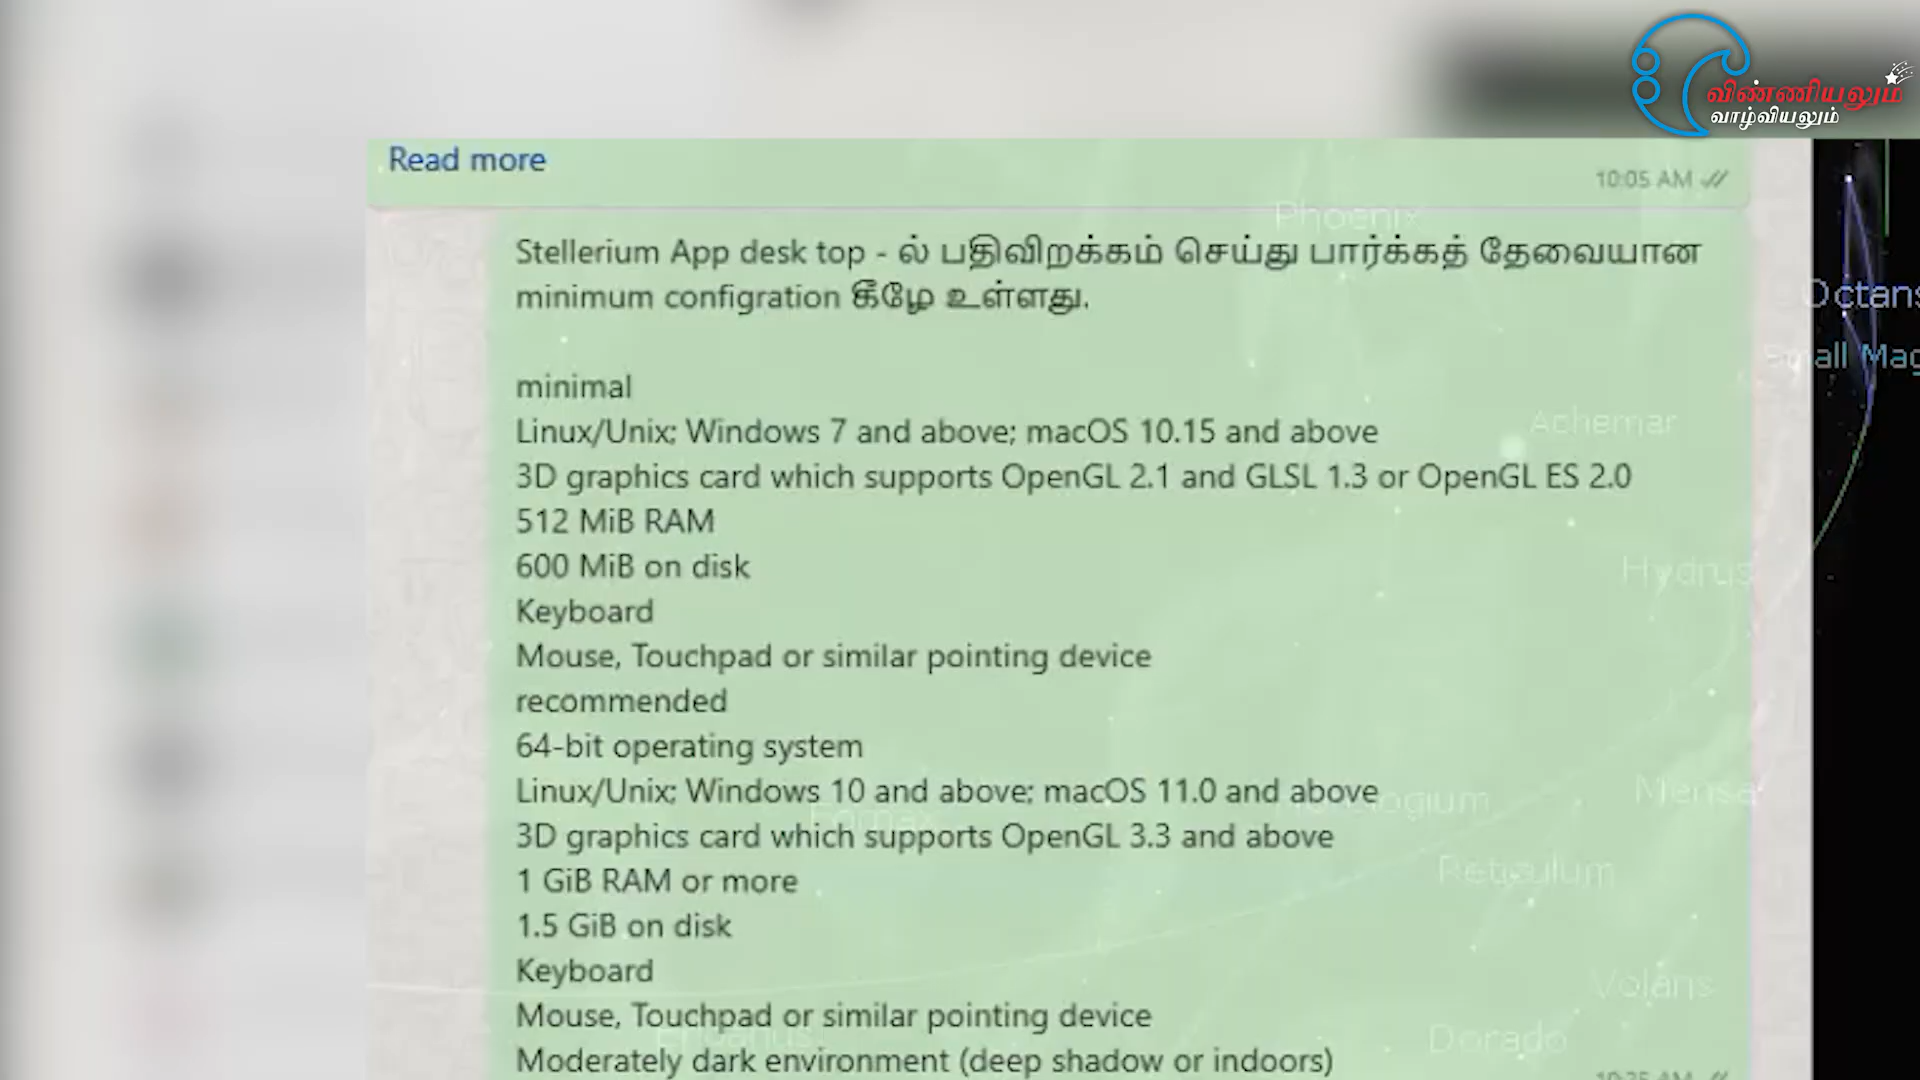 விண்ணியலும்
வாழ்வியலும்
Read more
10:05 AM
Phoenix
Stellerium App desk top - ல் பதிவிறக்கம் செய்து பார்க்கத் தேவையான
minimum configration கீழே உள்ளது.
Octans
Small Mag
minimal
Achernar
Linux/Unix; Windows 7 and above; macOS 10.15 and above
3D graphics card which supports OpenGL 2.1 and GLSL 1.3 or OpenGL ES 2.0
512 MiB RAM
600 MiB on disk
Hydrus
Keyboard
Mouse, Touchpad or similar pointing device
recommended
64-bit operating system
Linux/Unix; Windows 10 and above; macOS 11.0 and above
Mensa
Fornax
3D graphics card which supports OpenGL 3.3 and above
Reticulum
1 GiB RAM or more
1.5 GiB on disk
Keyboard
Volans
Mouse, Touchpad or similar pointing device
Eridanus
Dorado
Moderately dark environment (deep shadow or indoors)